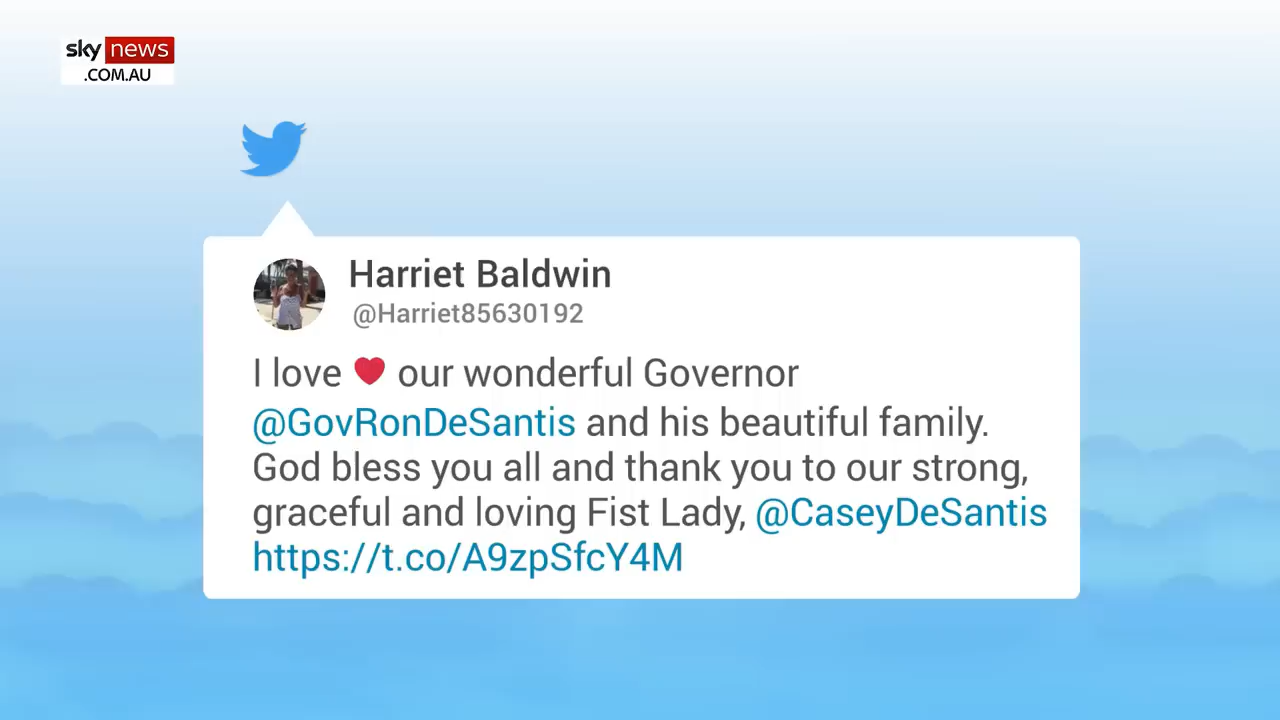 sky news
.COM.AU
Harriet Baldwin
@Harriet85630192
I love ❤ our wonderful Governor
@GovRonDeSantis and his beautiful family.
God bless you all and thank you to our strong,
graceful and loving Fist Lady, @CaseyDeSantis
https://t.co/A9zpSfcY4M